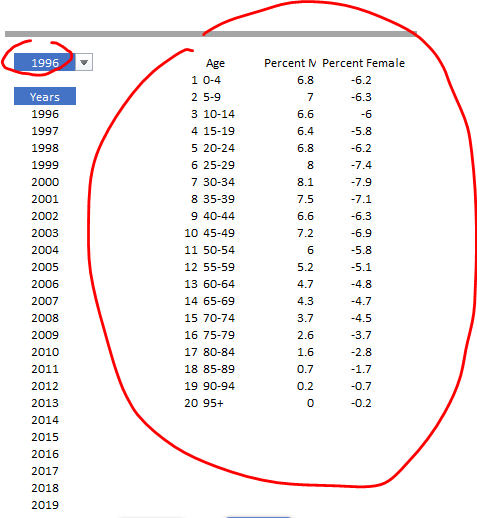 1996
Age Percent M Percent Female
1 0-4 6.8 -6.2
Years 2 5-9 7 -6.3
1996 3 10-14 6.6 -6
1997 4 15-19 6.4 -5.8
1998 5 20-24 6.8 -6.2
1999 6 25-29 8 -7.4
2000 7 30-34 8.1 -7.9
2001 8 35-39 7.5 -7.1
2002 9 40-44 6.6 -6.3
2003 10 45-49 7.2 -6.9
2004 11 50-54 6 -5.8
2005 12 55-59 5.2 -5.1
2006 13 60-64 4.7 -4.8
2007 14 65-69 4.3 -4.7
2008 15 70-74 3.7 -4.5
2009 16 75-79 2.6 -3.7
2010 17 80-84 1.6 -2.8
2011 18 85-89 0.7 -1.7
2012 19 90-94 0.2 -0.7
2013 20 95+ 0 -0.2
2014
2015
2016
2017
2018
2019